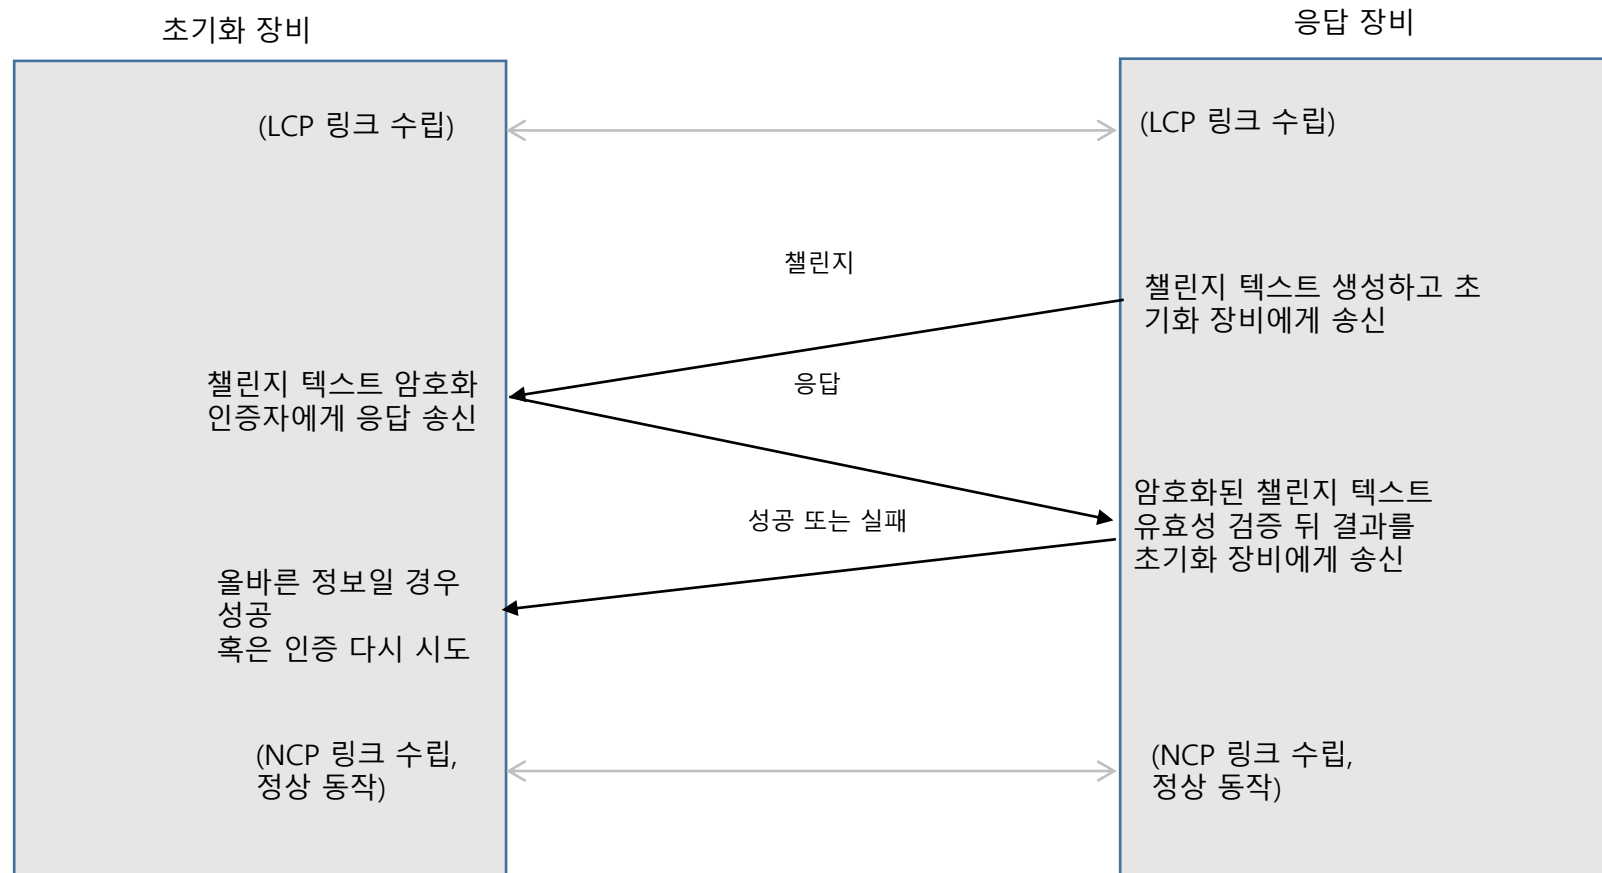 초기화 장비
응답 장비
(LCP 링크 수립)
(LCP 링크 수립)
챌린지
챌린지 텍스트 생성하고 초
기화 장비에게 송신
챌린지 텍스트 암호화
인증자에게 응답 송신
응답
암호화된 챌린지 텍스트
유효성 검증 뒤 결과를
초기화 장비에게 송신
성공 또는 실패
올바른 정보일 경우
성공
혹은 인증 다시 시도
(NCP 링크 수립,
정상 동작)
(NCP 링크 수립,
정상 동작)